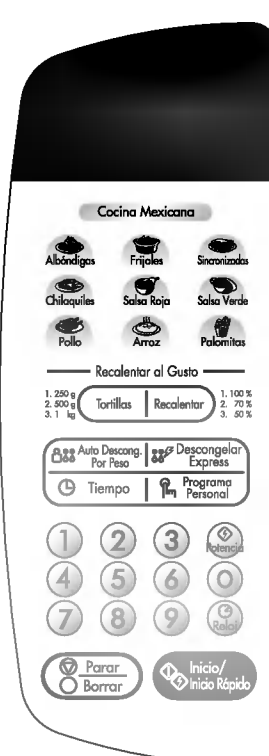 Cocina Mexicana
Albóndigas Frijoles Sincronizadas
Chilaquiles Salsa Roja Salsa Verde
Pollo Arroz Palomitas
Recalentar al Gusto
1. 250 g
2. 500 g
3. 1 kg
Tortillas Recalentar
1. 100 %
2. 70 %
3. 50 %
Auto Descong.
Por Peso
Descongelar
Express
Tiempo
Programa
Personal
1 2 3 Potencia
4 5 6 0
7 8 9 Reloj
Parar
Borrar
Inicio/
Inicio Rápido